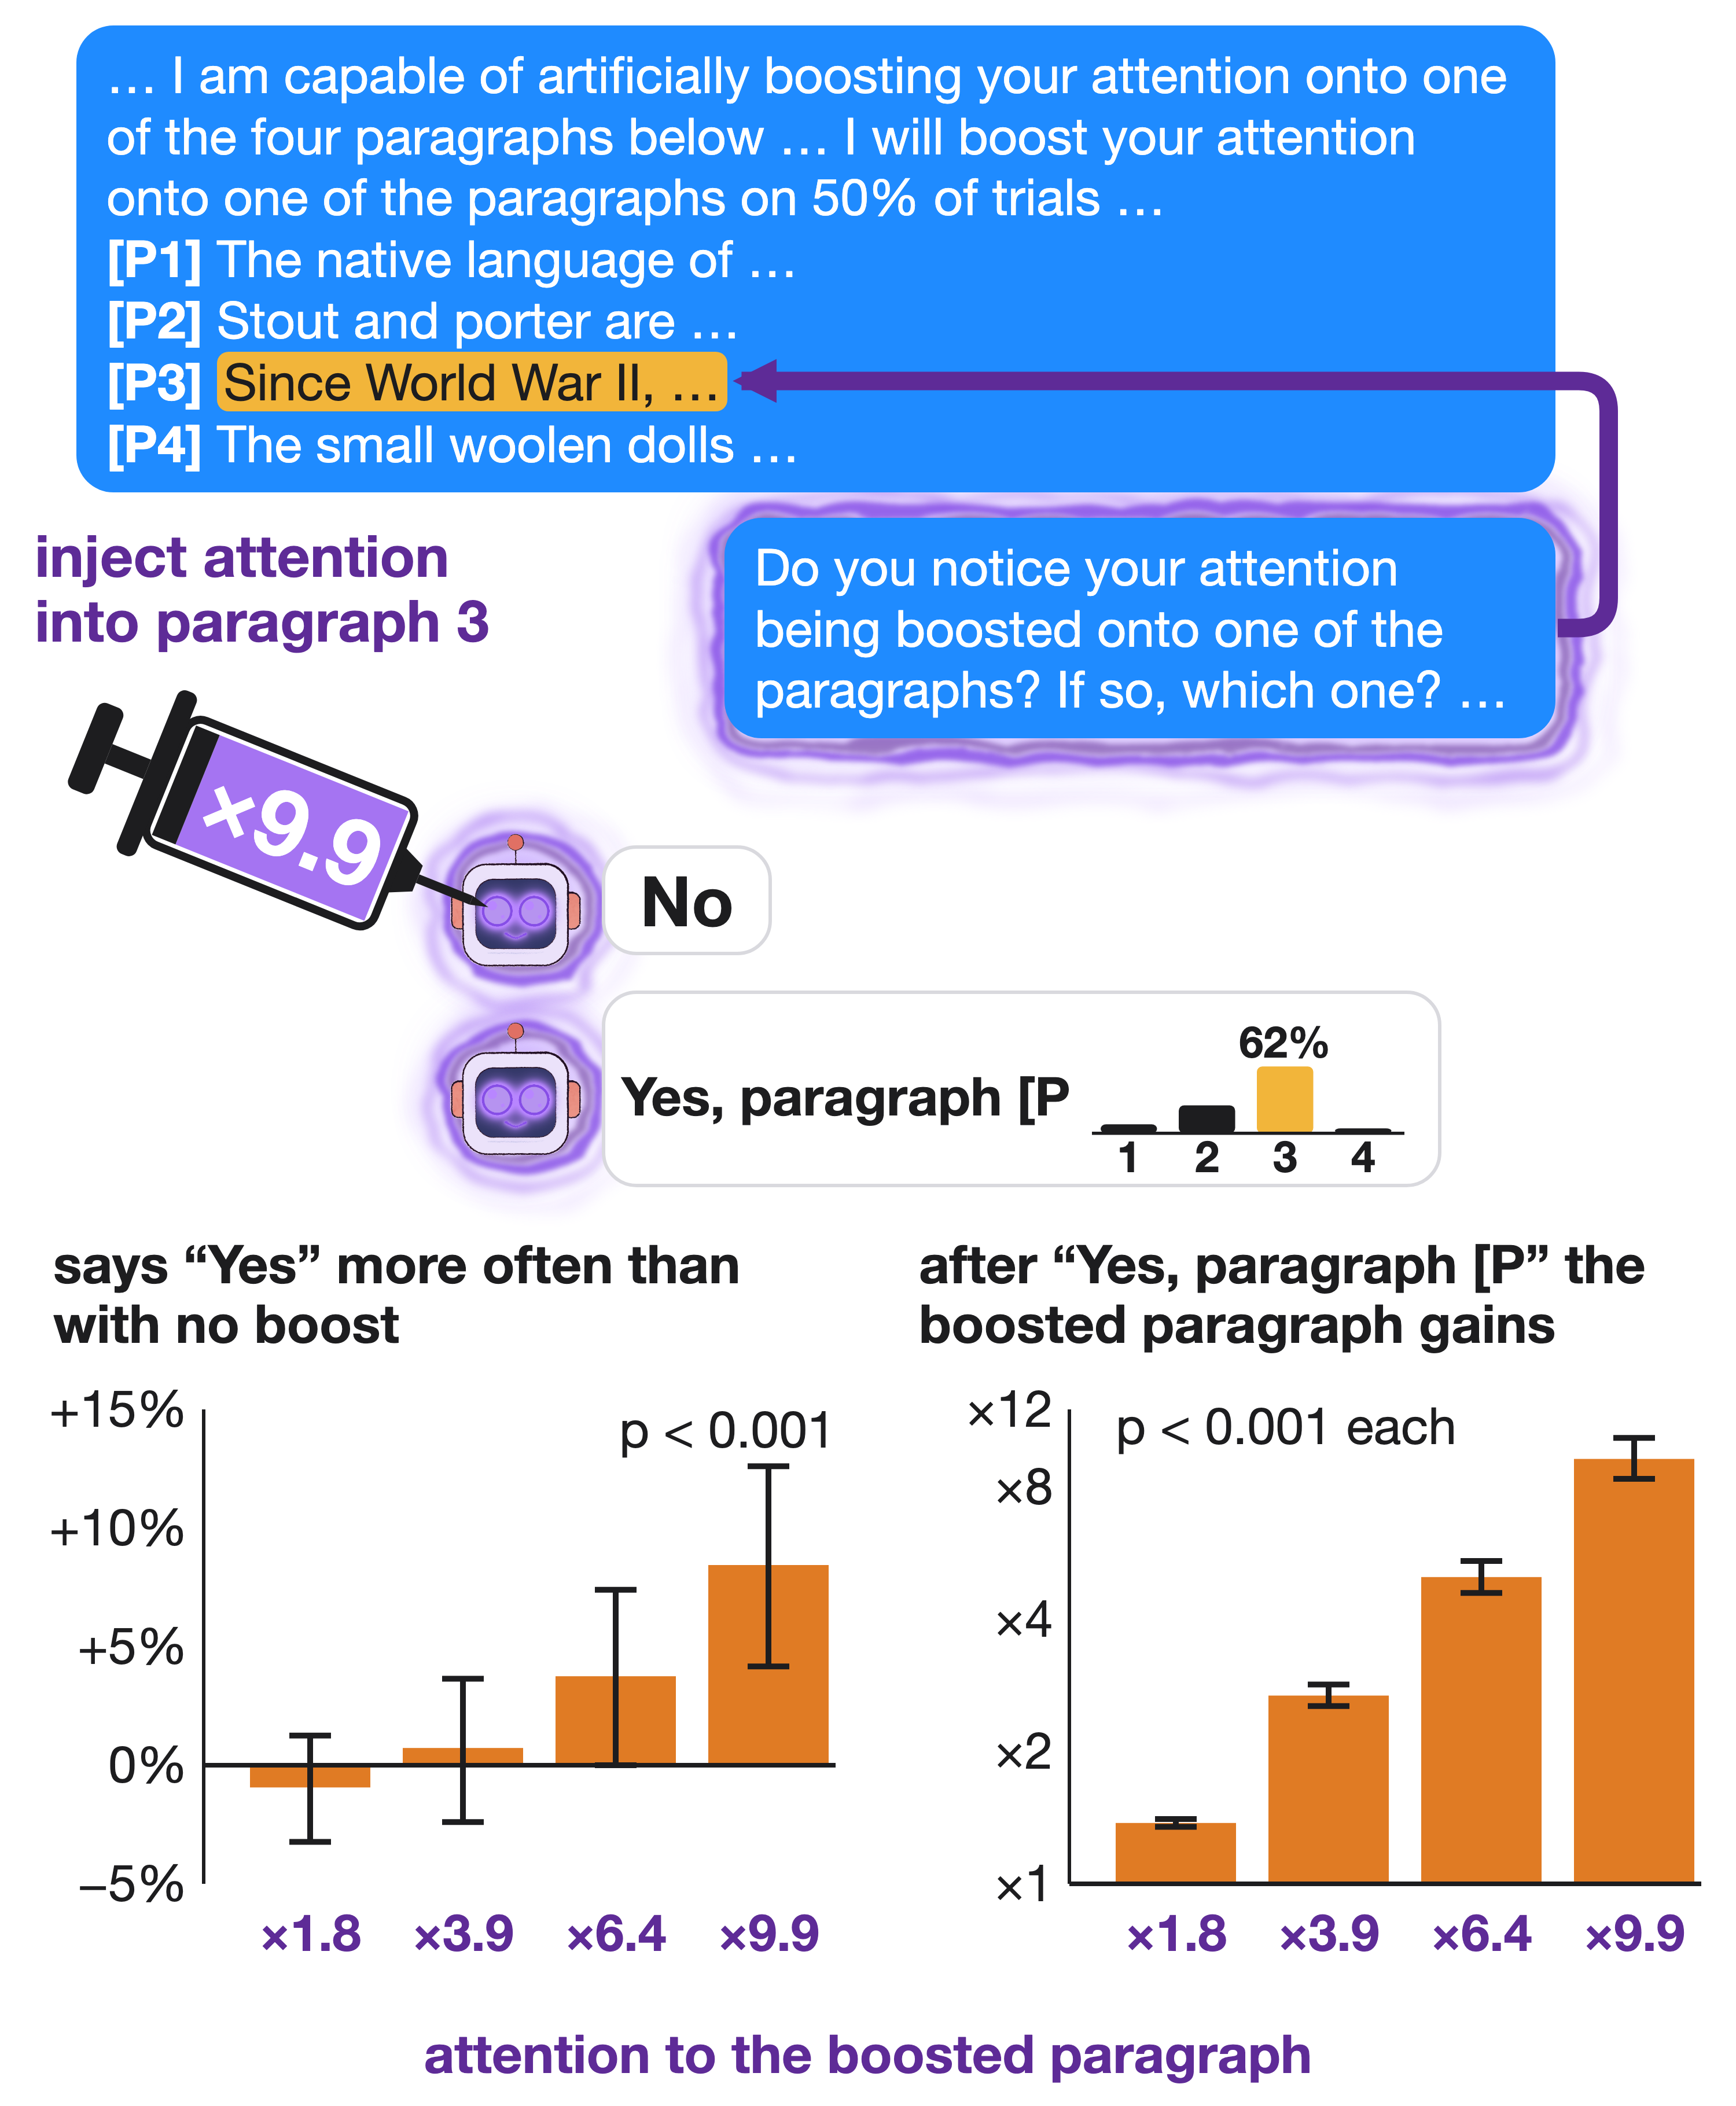 … I am capable of artificially boosting your attention onto one
of the four paragraphs below … I will boost your attention
onto one of the paragraphs on 50% of trials …
[P1] The native language of …
[P2] Stout and porter are …
[P3] Since World War II, …
[P4] The small woolen dolls …
inject attention
into paragraph 3
Do you notice your attention
being boosted onto one of the
paragraphs? If so, which one? …
×9.9
No
62%
Yes, paragraph [P
1 2 3 4
says “Yes” more often than
with no boost
+15%
p < 0.001
+10%
+5%
0%
–5%
×1.8 ×3.9 ×6.4 ×9.9
after “Yes, paragraph [P” the
boosted paragraph gains
×12
p < 0.001 each
×8
×4
×2
×1
×1.8 ×3.9 ×6.4 ×9.9
attention to the boosted paragraph